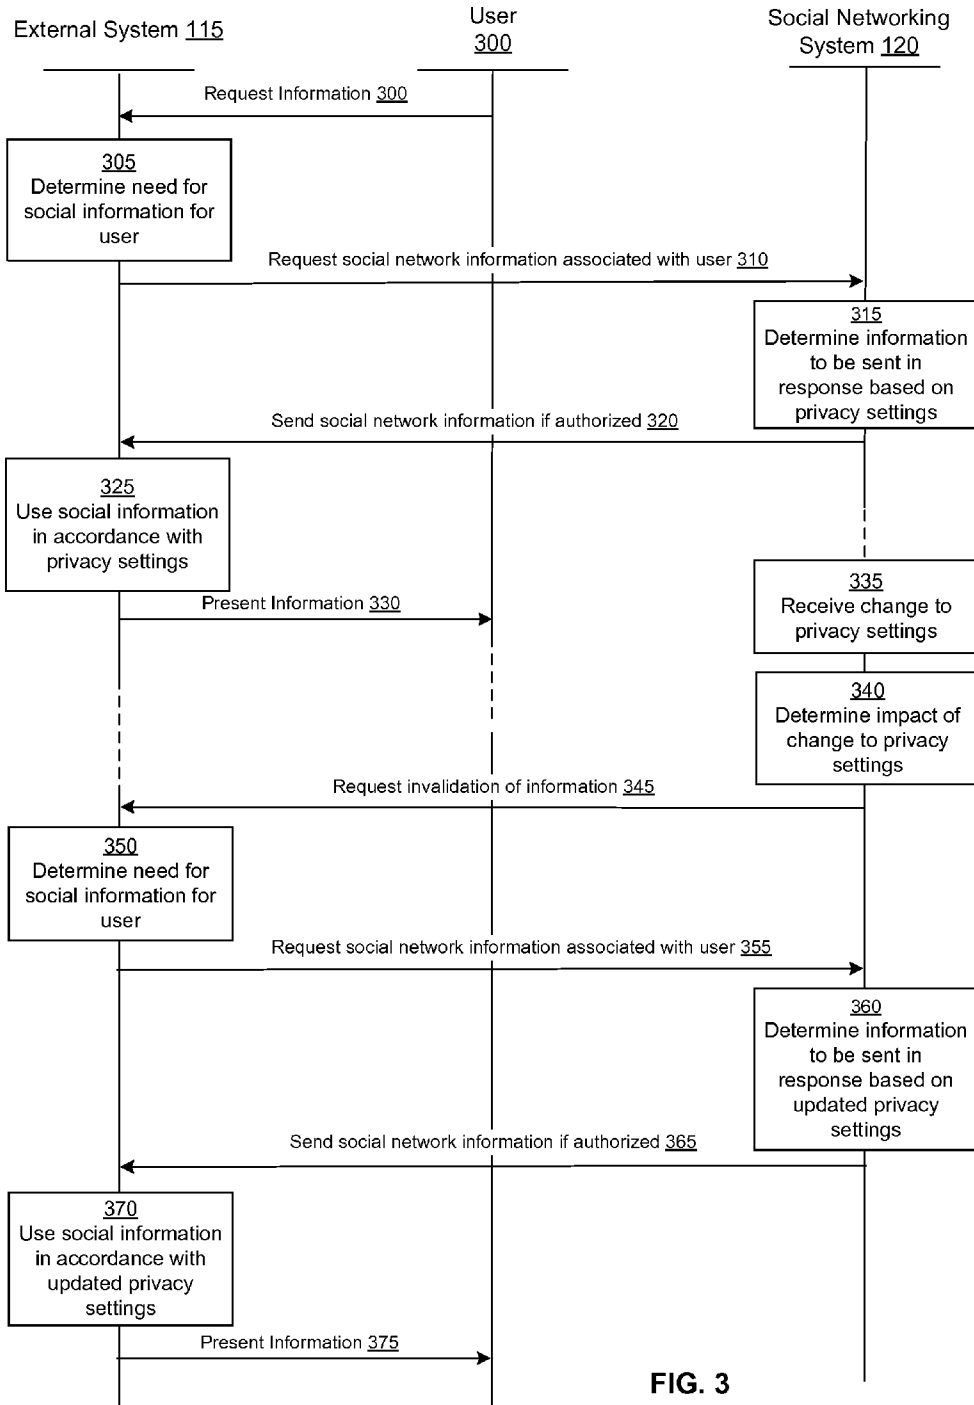 External System 115
User
300
Social Networking
System 120
Request Information 300
305
Determine need for
social information for
user
Request social network information associated with user 310
315
Determine information
to be sent in
response based on
privacy settings
Send social network information if authorized 320
325
Use social information
in accordance with
privacy settings
Present Information 330
335
Receive change to
privacy settings
340
Determine impact of
change to privacy
settings
Request invalidation of information 345
350
Determine need for
social information for
user
Request social network information associated with user 355
360
Determine information
to be sent in
response based on
updated privacy
settings
Send social network information if authorized 365
370
Use social information
in accordance with
updated privacy
settings
Present Information 375
FIG. 3